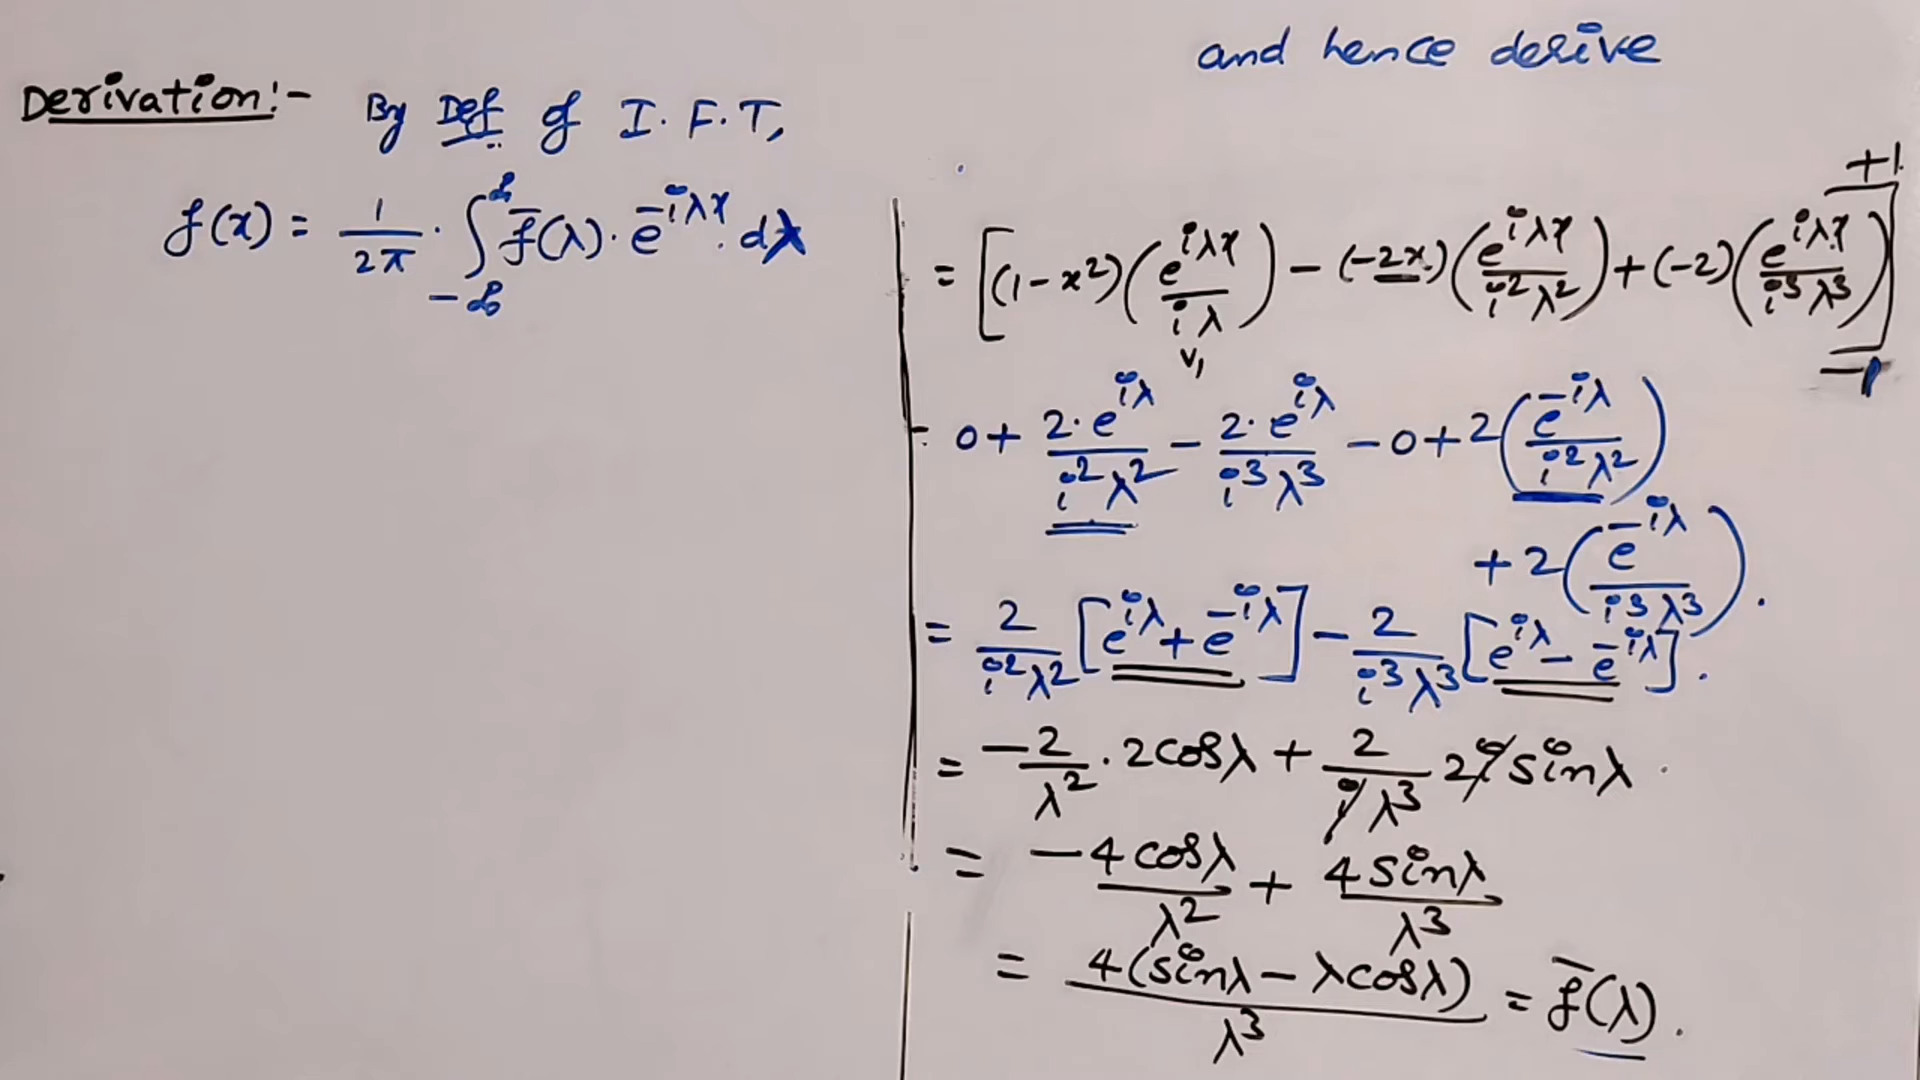 and hence derive
Derivation:- By Def of I.F.T,
f(x) = 1/2π · ∫_{-∞}^{∞} f̄(λ)· e^{-iλx}. dλ
= [(1-x²)(e^{iλx}/iλ) - (-2x)(e^{iλx}/i²λ²) + (-2)(e^{iλx}/i³λ³)]_{-1}^{+1}
v₁
= 0 + 2·e^{iλ}/i²λ² - 2·e^{iλ}/i³λ³ - 0 + 2(e^{-iλ}/i²λ²)
+ 2(e^{-iλ}/i³λ³).
= 2/i²λ² [e^{iλ} + e^{-iλ}] - 2/i³λ³ [e^{iλ} - e^{-iλ}].
= -2/λ² · 2cosλ + 2/iλ³ 2i sinλ.
= -4cosλ/λ² + 4sinλ/λ³
= 4(sinλ - λcosλ)/λ³ = f̄(λ).